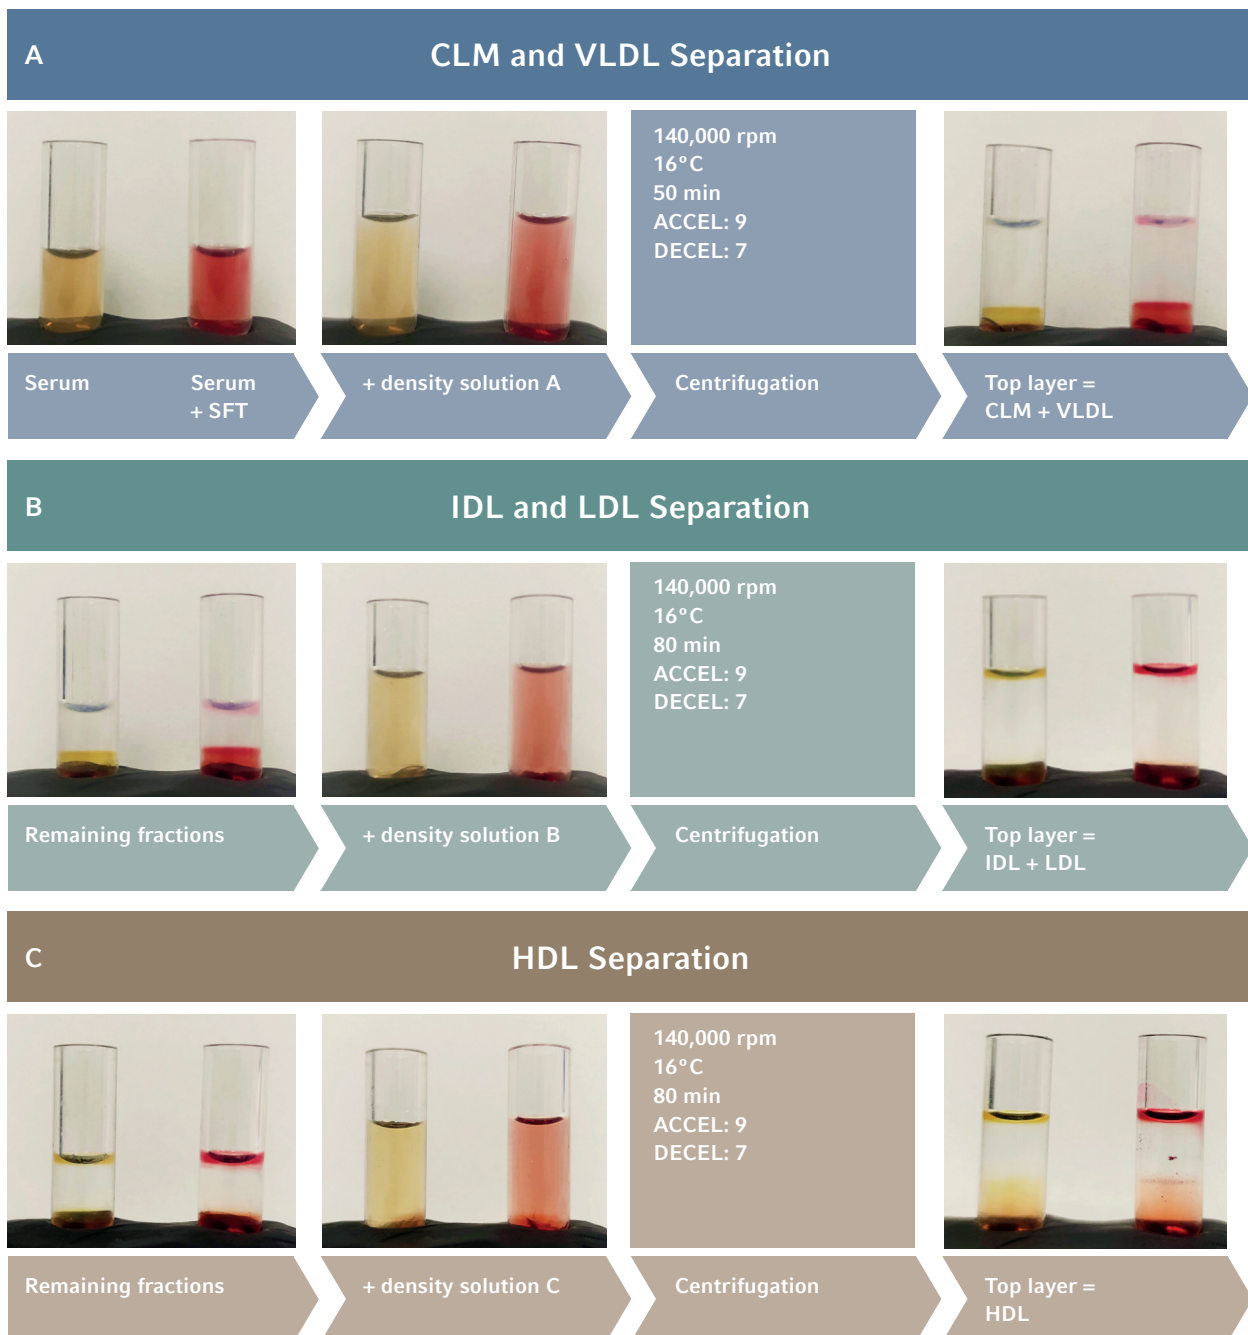 A
CLM and VLDL Separation
140,000 rpm
16°C
50 min
ACCEL: 9
DECEL: 7
Serum
Serum
+ SFT
+ density solution A
Centrifugation
Top layer =
CLM + VLDL
B
IDL and LDL Separation
140,000 rpm
16°C
80 min
ACCEL: 9
DECEL: 7
Remaining fractions
+ density solution B
Centrifugation
Top layer =
IDL + LDL
C
HDL Separation
140,000 rpm
16°C
80 min
ACCEL: 9
DECEL: 7
Remaining fractions
+ density solution C
Centrifugation
Top layer =
HDL